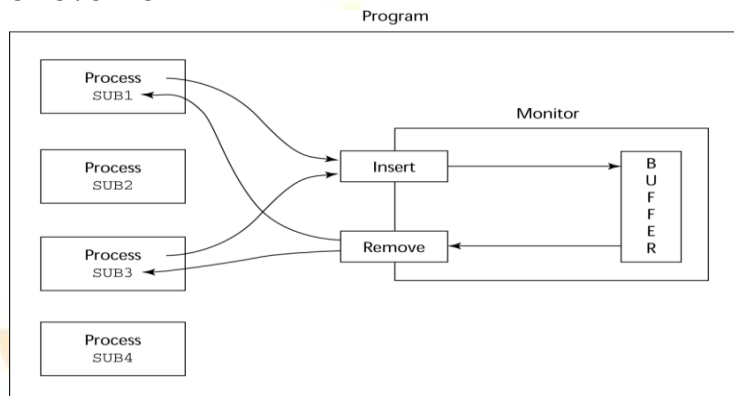 Program
Process
SUB1
Monitor
Insert
Process
SUB2
B
U
F
F
E
R
Process
SUB3
Remove
Process
SUB4